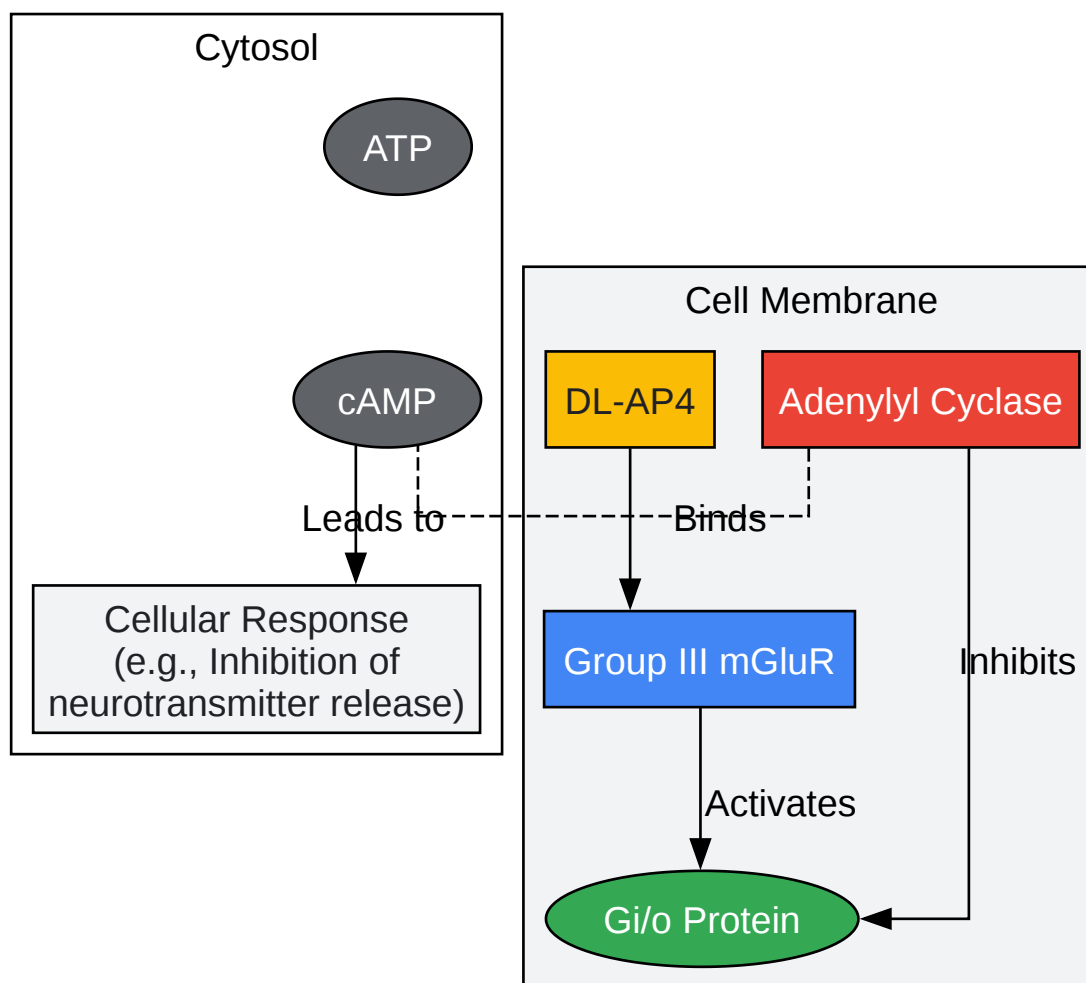 Cytosol
ATP
Cell Membrane
cAMP
DL-AP4
Adenylyl Cyclase
Leads to
Binds
Cellular Response
(e.g., Inhibition of
neurotransmitter release)
Group III mGluR
Inhibits
Activates
Gi/o Protein